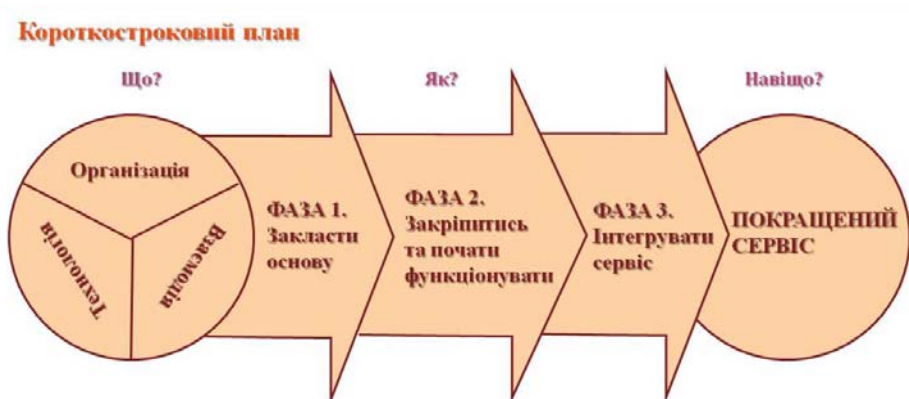 Короткостроковий план
Що?
Як?
Навіщо?
Організація
Технологія
Взаємодія
ФАЗА 1.
Закласти
основу
ФАЗА 2.
Закріпитись
та почати
функціонувати
ФАЗА 3.
Інтегрувати
сервіс
ПОКРАЩЕНИЙ
СЕРВІС